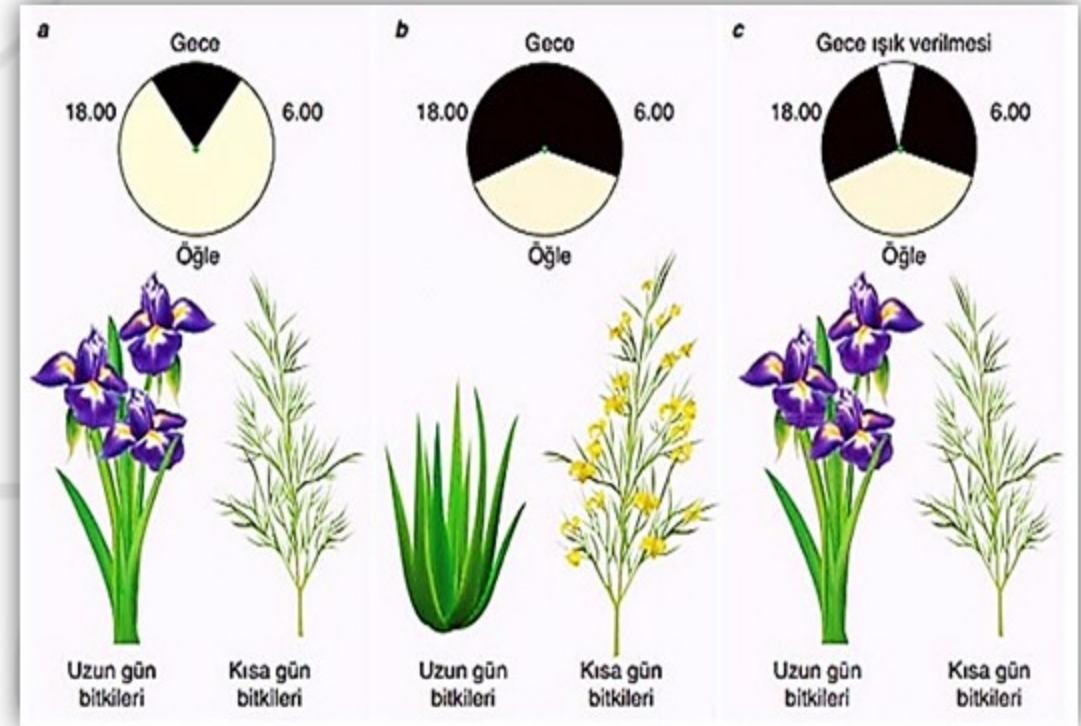 a
Gece
18.00
6.00
Öğle
Uzun gün
bitkileri
Kısa gün
bitkileri
b
Gece
18.00
6.00
Öğle
Uzun gün
bitkileri
Kısa gün
bitkileri
c
Gece ışık verilmesi
18.00
6.00
Öğle
Uzun gün
bitkileri
Kısa gün
bitkileri